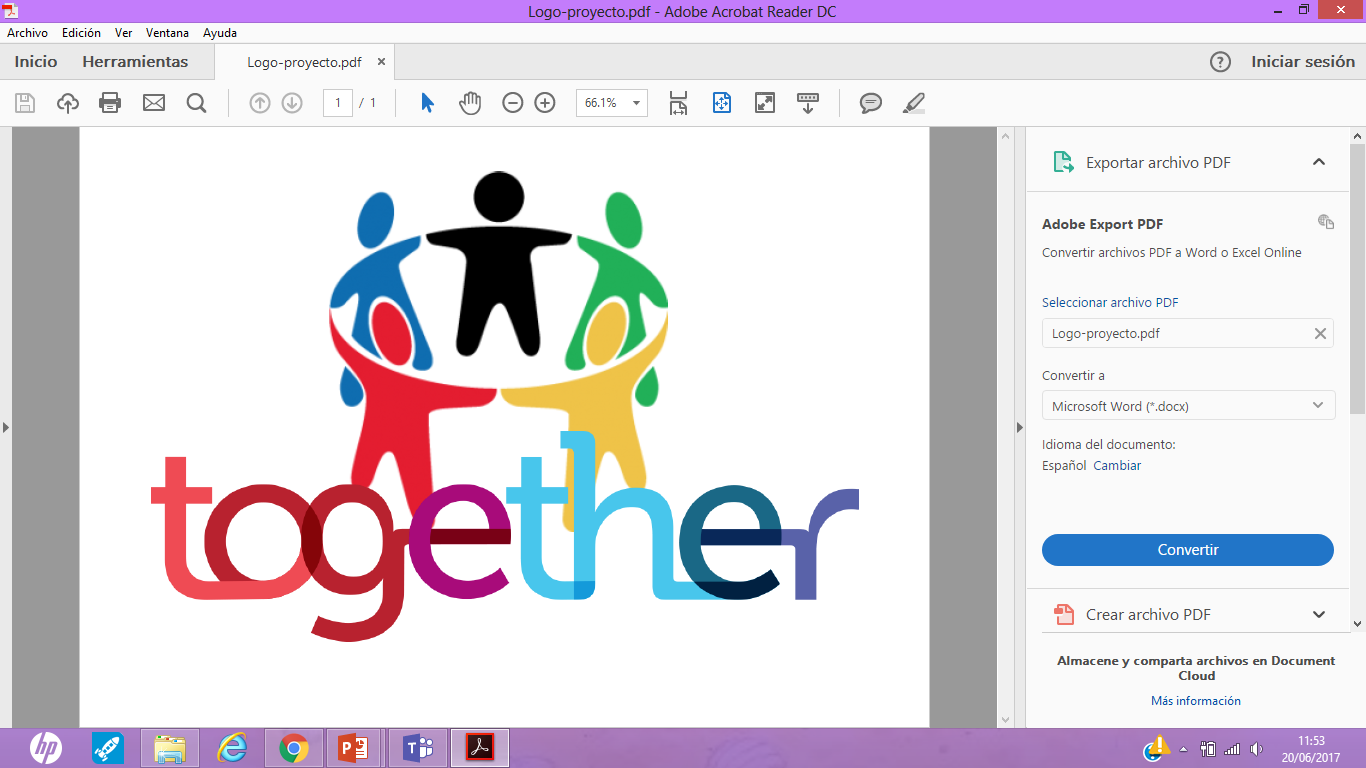 Logo-proyecto.pdf - Adobe Acrobat Reader DC
Archivo Edición Ver Ventana Ayuda
Inicio Herramientas Logo-proyecto.pdf × ? Iniciar sesión
1 / 1 66.1%
together
Exportar archivo PDF
Adobe Export PDF
Convertir archivos PDF a Word o Excel Online
Seleccionar archivo PDF
Logo-proyecto.pdf
Convertir a
Microsoft Word (*.docx)
Idioma del documento:
Español Cambiar
Convertir
Crear archivo PDF
Almacene y comparta archivos en Document
Cloud
Más información
hp
11:53
20/06/2017